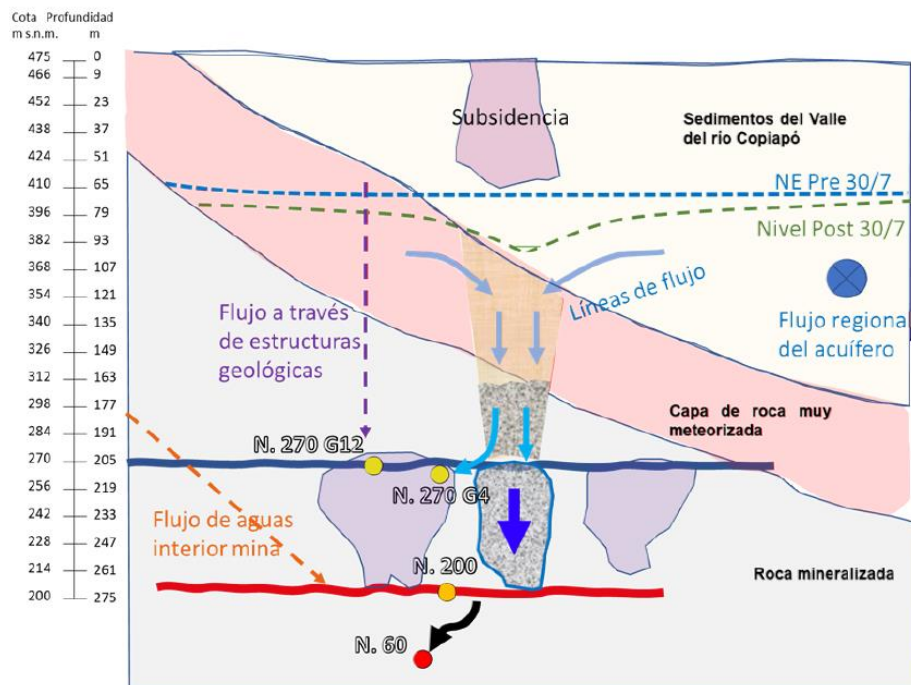 Cota Profundidad
m s.n.m. m
475 0
466 9
452 23
438 37
424 51
410 65
396 79
382 93
368 107
354 121
340 135
326 149
312 163
298 177
284 191
270 205
256 219
242 233
228 247
214 261
200 275
Subsidencia
Sedimentos del Valle
del río Copiapó
NE Pre 30/7
Nivel Post 30/7
Líneas de flujo
Flujo regional
del acuífero
Flujo a través
de estructuras
geológicas
Capa de roca muy
meteorizada
N. 270 G12
N. 270 G4
Flujo de aguas
interior mina
N. 200
Roca mineralizada
N. 60